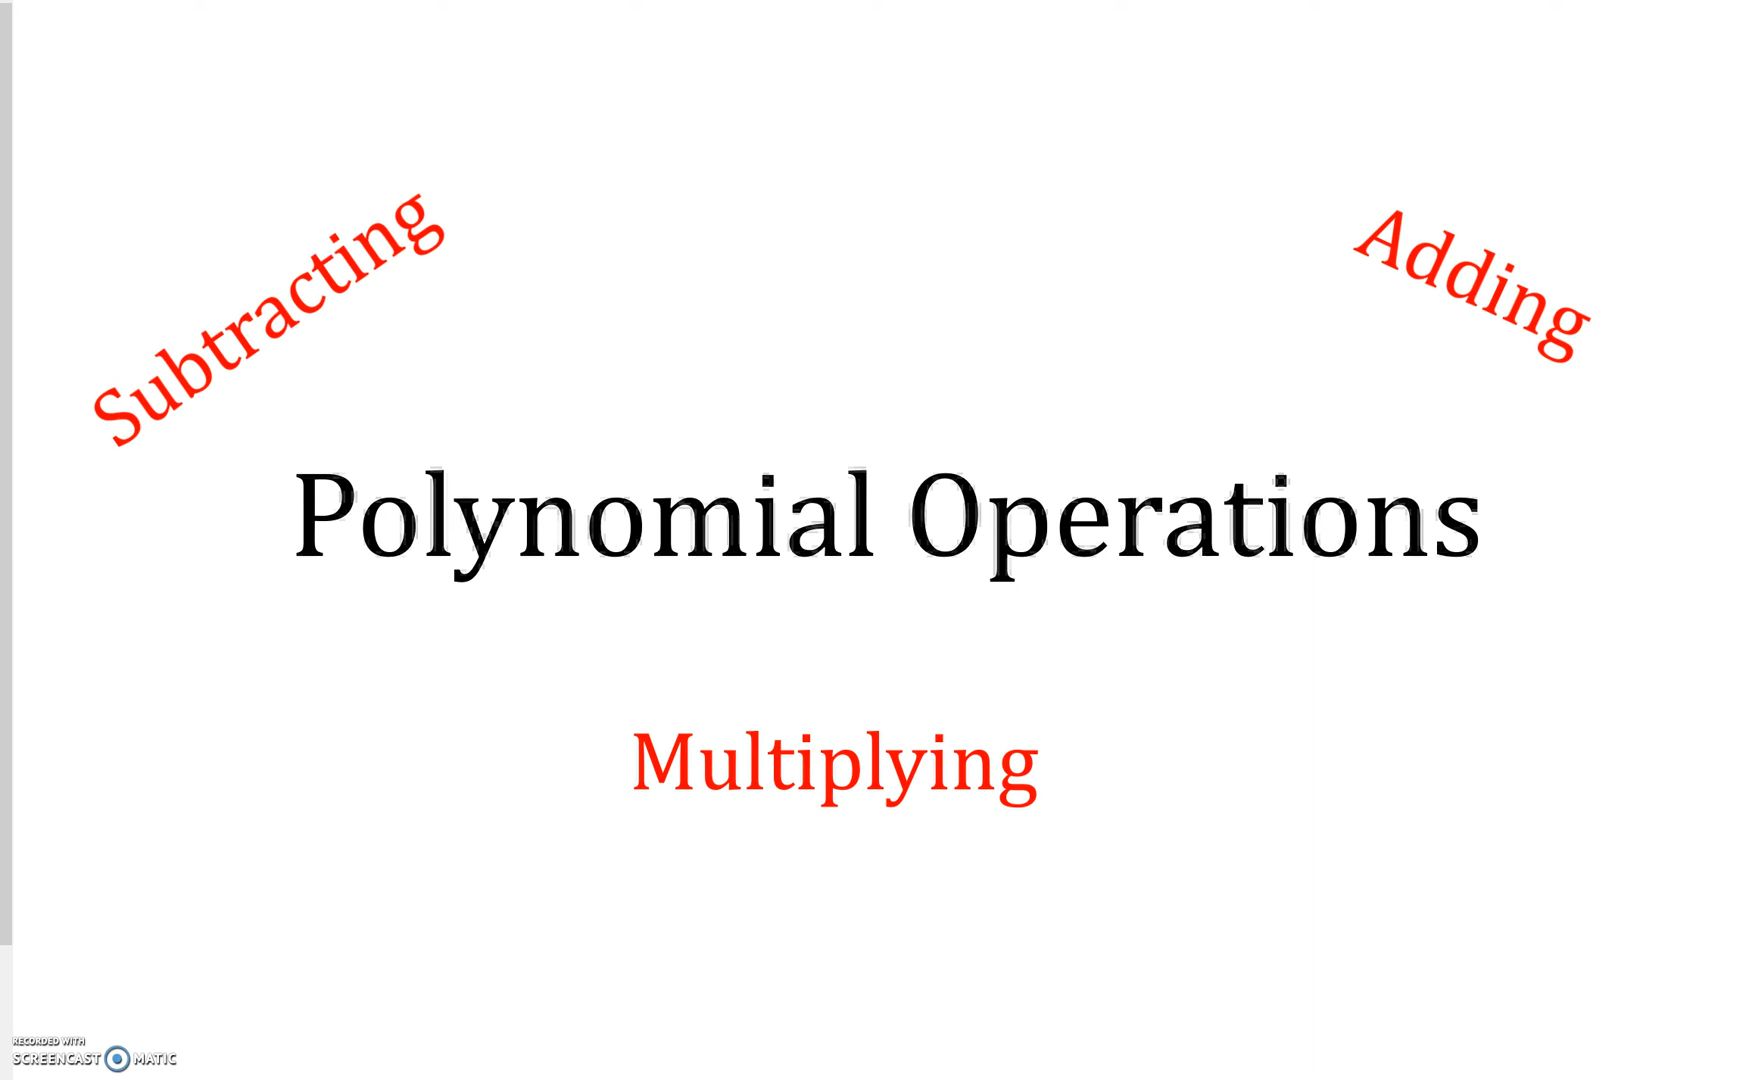 Subtracting
Adding
Polynomial Operations
Multiplying
RECORDED WITH
SCREENCAST MATIC